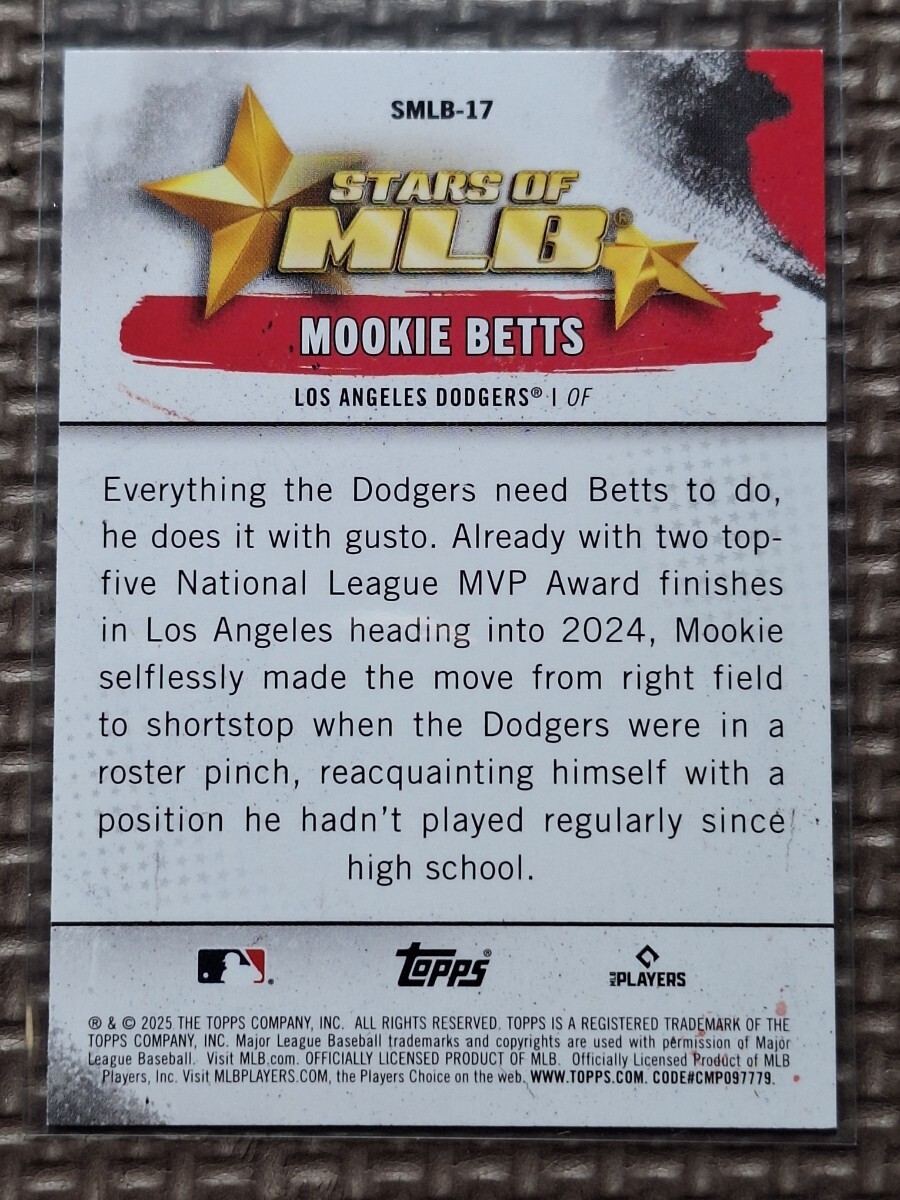 SMLB-17
STARS OF
MLB®
MOOKIE BETTS
LOS ANGELES DODGERS® | OF
Everything the Dodgers need Betts to do,
he does it with gusto. Already with two top-
five National League MVP Award finishes
in Los Angeles heading into 2024, Mookie
selflessly made the move from right field
to shortstop when the Dodgers were in a
roster pinch, reacquainting himself with a
position he hadn't played regularly since
high school.
Topps®
MLB PLAYERS
® & © 2025 THE TOPPS COMPANY, INC. ALL RIGHTS RESERVED. TOPPS IS A REGISTERED TRADEMARK OF THE
TOPPS COMPANY, INC. Major League Baseball trademarks and copyrights are used with permission of Major
League Baseball. Visit MLB.com. OFFICIALLY LICENSED PRODUCT OF MLB. Officially Licensed Product of MLB
Players, Inc. Visit MLBPLAYERS.COM, the Players Choice on the web. WWW.TOPPS.COM. CODE#CMP097779.